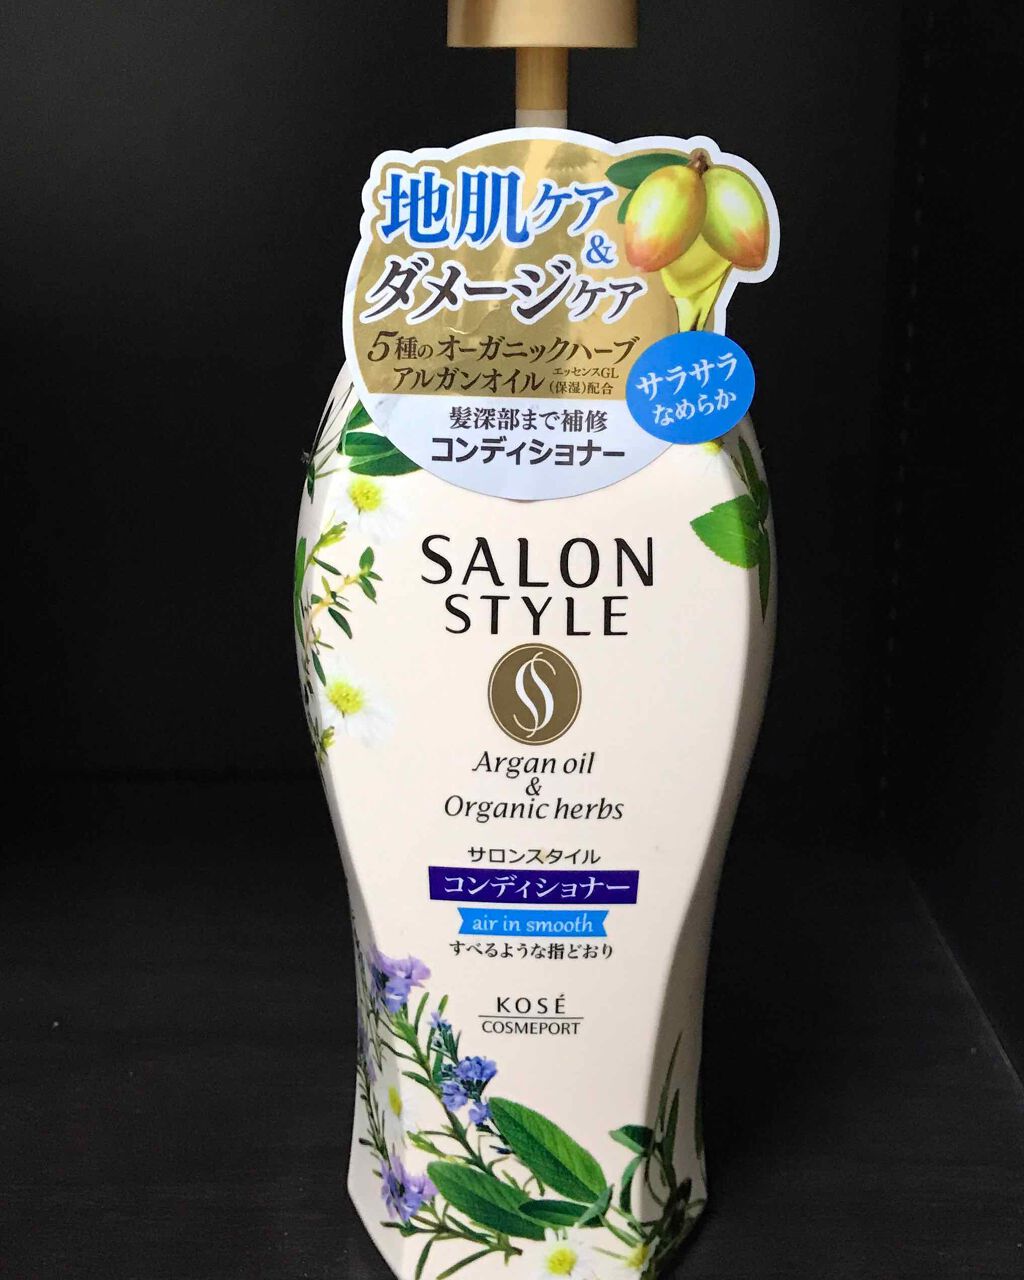 地肌ケア
&
ダメージケア
5種のオーガニックハーブ
アルガンオイル エッセンスGL(保湿)配合
サラサラ
なめらか
髪深部まで補修
コンディショナー
SALON
STYLE
Argan oil
&
Organic herbs
サロンスタイル
コンディショナー
air in smooth
すべるような指どおり
KOSÉ
COSMEPORT